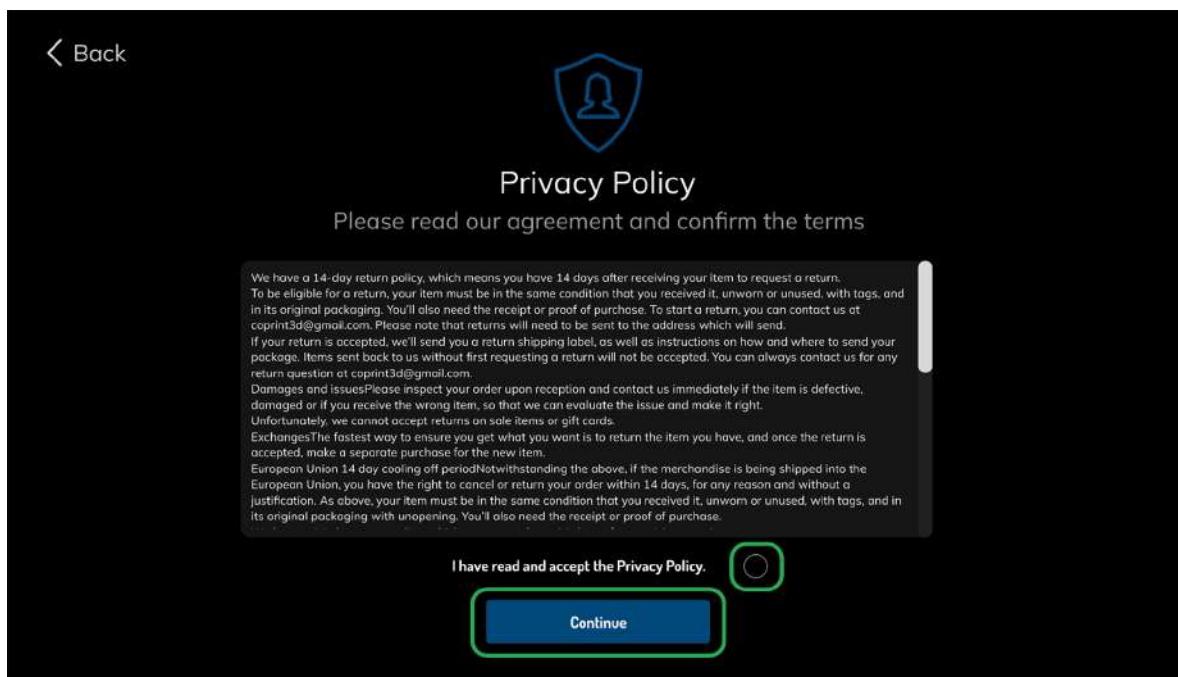 Back
Privacy Policy
Please read our agreement and confirm the terms
We have a 14-day return policy, which means you have 14 days after receiving your item to request a return.
To be eligible for a return, your item must be in the same condition that you received it, unworn or unused, with tags, and
in its original packaging. You'll also need the receipt or proof of purchase. To start a return, you can contact us at
coprint3d@gmail.com. Please note that returns will need to be sent to the address which will send.
If your return is accepted, we'll send you a return shipping label, as well as instructions on how and where to send your
package. Items sent back to us without first requesting a return will not be accepted. You can always contact us for any
return question at coprint3d@gmail.com.
Damages and issuesPlease inspect your order upon reception and contact us immediately if the item is defective,
damaged or if you receive the wrong item, so that we can evaluate the issue and make it right.
Unfortunately, we cannot accept returns on sale items or gift cards.
ExchangesThe fastest way to ensure you get what you want is to return the item you have, and once the return is
accepted, make a separate purchase for the new item.
European Union 14 day cooling off periodNotwithstanding the above, if the merchandise is being shipped into the
European Union, you have the right to cancel or return your order within 14 days, for any reason and without a
justification. As above, your item must be in the same condition that you received it, unworn or unused, with tags, and in
its original packaging with unopening. You'll also need the receipt or proof of purchase.
I have read and accept the Privacy Policy.
Continue